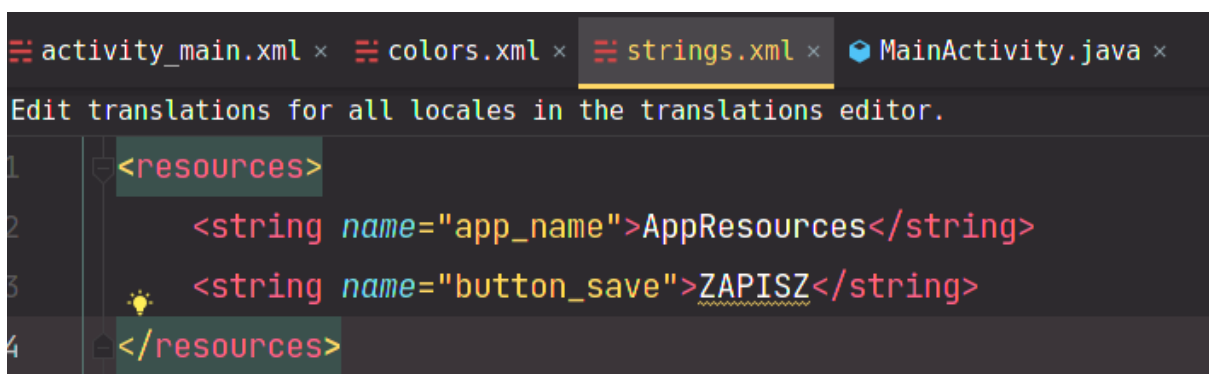 activity_main.xml × colors.xml × strings.xml × MainActivity.java ×
Edit translations for all locales in the translations editor.
1 <resources>
2 <string name="app_name">AppResources</string>
3 <string name="button_save">ZAPISZ</string>
4 </resources>